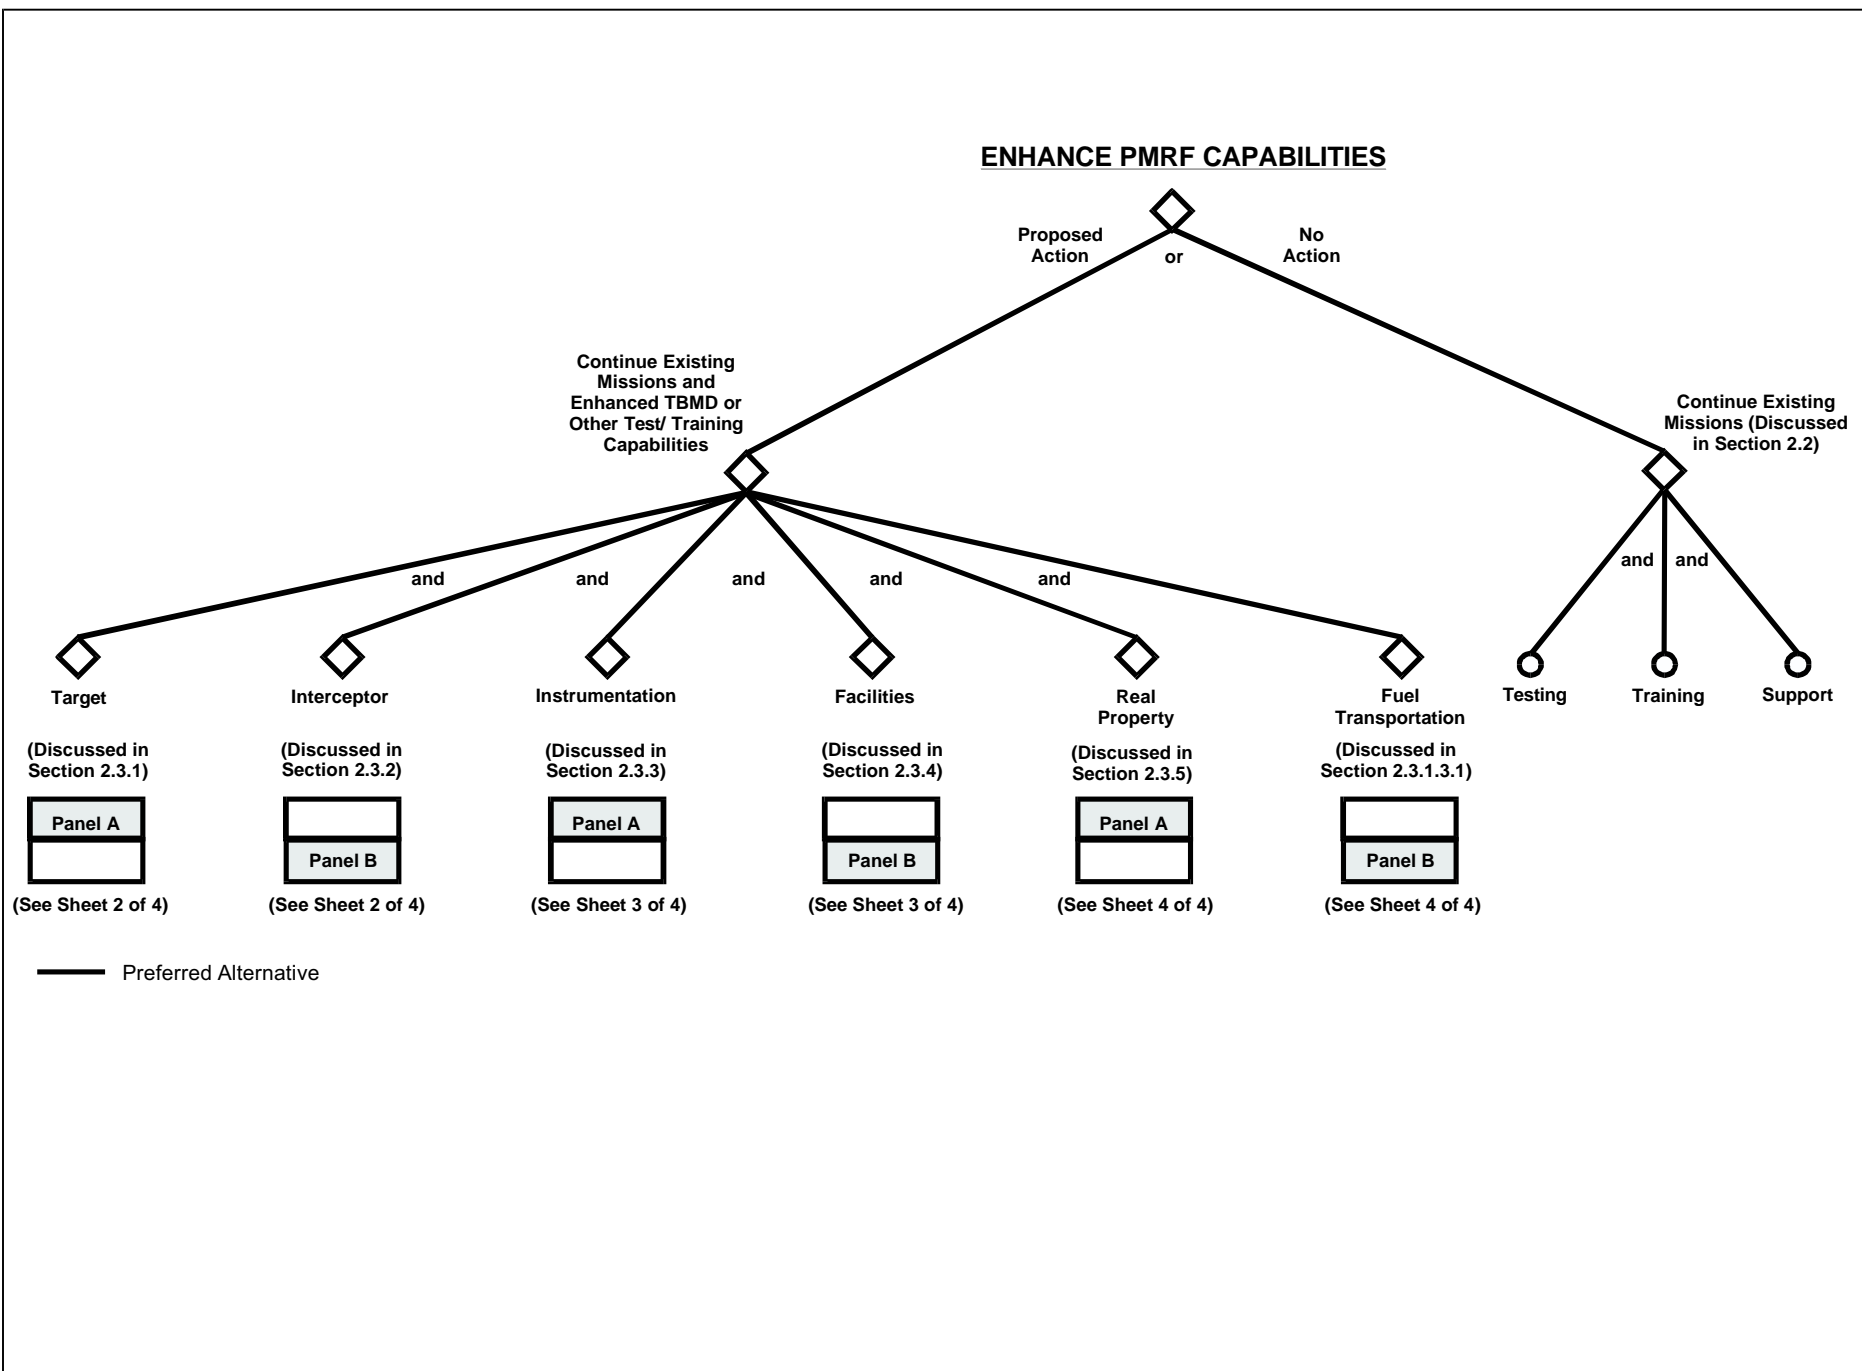 ENHANCE PMRF CAPABILITIES
Proposed
Action
or
No
Action
Continue Existing
Missions and
Enhanced TBMD or
Other Test/ Training
Capabilities
Continue Existing
Missions (Discussed
in Section 2.2)
and
and
and
and
and
and
and
Target
Interceptor
Instrumentation
Facilities
Real
Property
Fuel
Transportation
Testing
Training
Support
(Discussed in
Section 2.3.1)
(Discussed in
Section 2.3.2)
(Discussed in
Section 2.3.3)
(Discussed in
Section 2.3.4)
(Discussed in
Section 2.3.5)
(Discussed in
Section 2.3.1.3.1)
Panel A
Panel B
Panel A
Panel B
Panel A
Panel B
(See Sheet 2 of 4)
(See Sheet 2 of 4)
(See Sheet 3 of 4)
(See Sheet 3 of 4)
(See Sheet 4 of 4)
(See Sheet 4 of 4)
Preferred Alternative